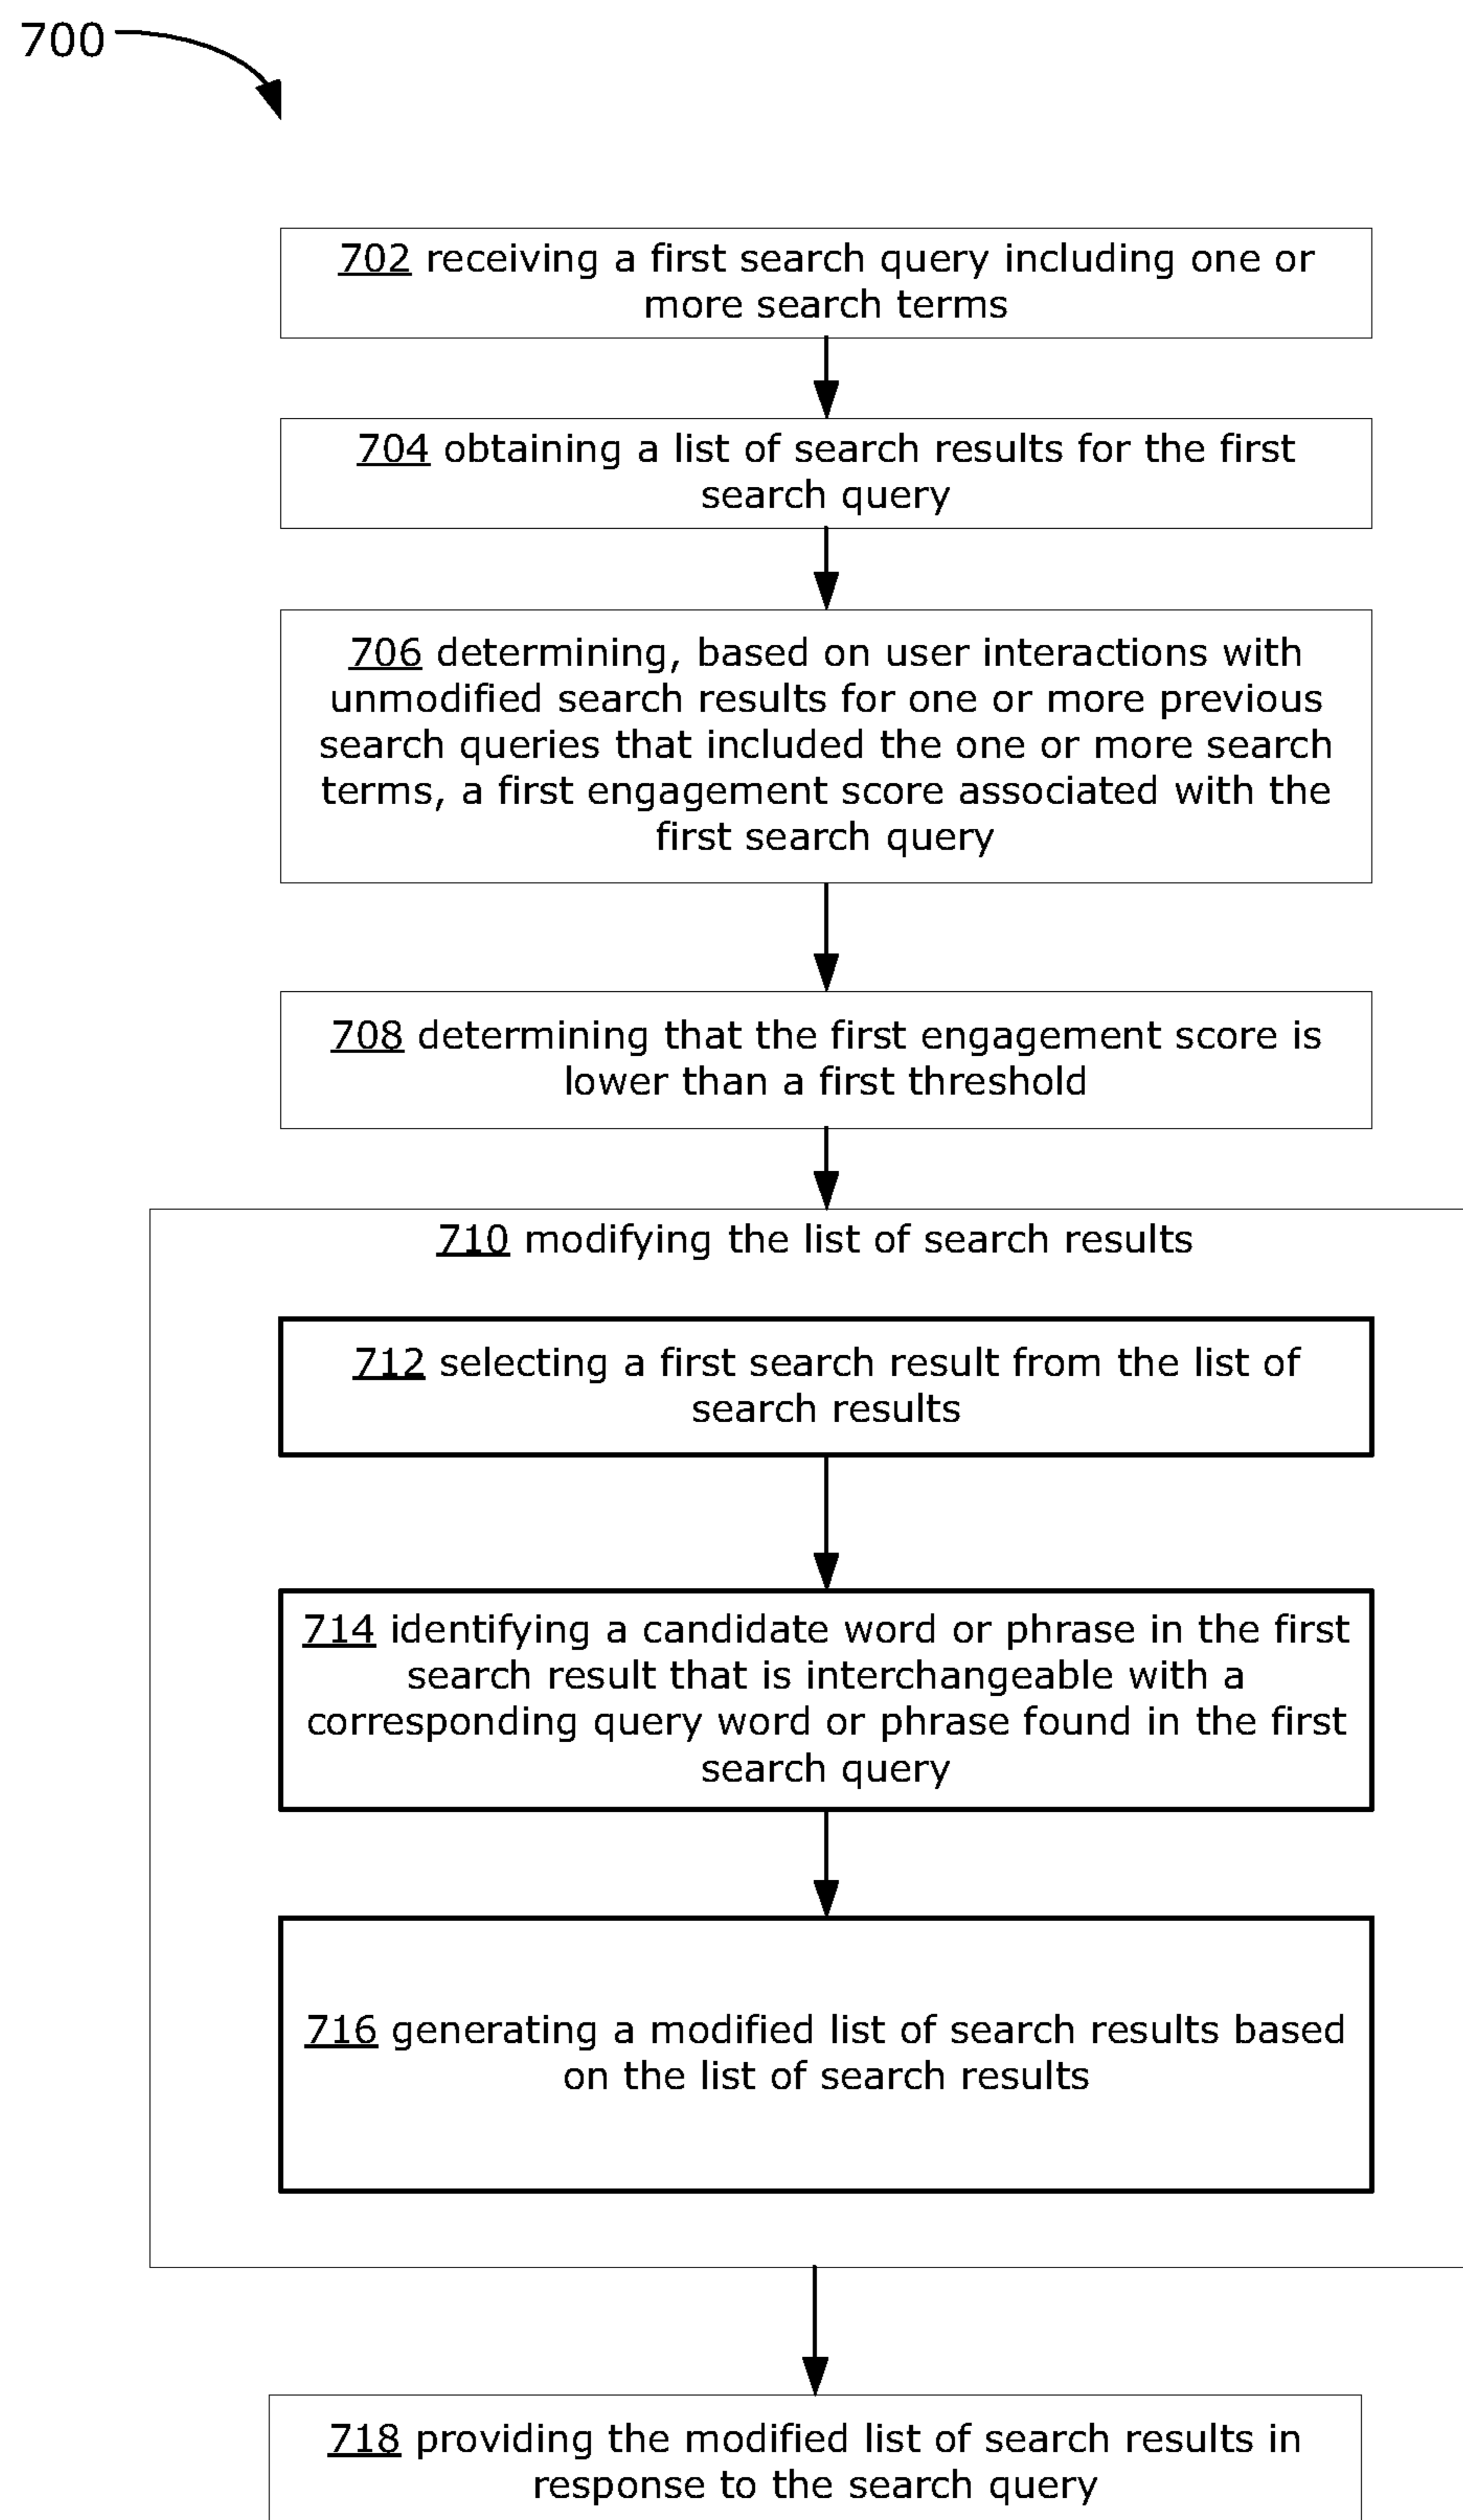 700
702 receiving a first search query including one or
more search terms
704 obtaining a list of search results for the first
search query
706 determining, based on user interactions with
unmodified search results for one or more previous
search queries that included the one or more search
terms, a first engagement score associated with the
first search query
708 determining that the first engagement score is
lower than a first threshold
710 modifying the list of search results
712 selecting a first search result from the list of
search results
714 identifying a candidate word or phrase in the first
search result that is interchangeable with a
corresponding query word or phrase found in the first
search query
716 generating a modified list of search results based
on the list of search results
718 providing the modified list of search results in
response to the search query